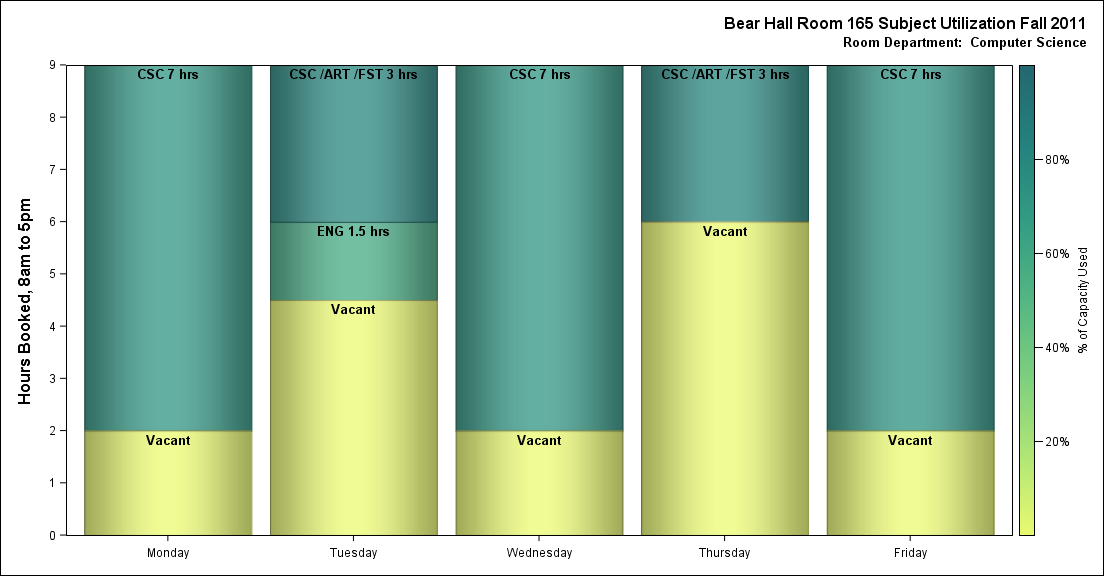 Bear Hall Room 165 Subject Utilization Fall 2011
Room Department:  Computer Science
Hours Booked, 8am to 5pm
9
8
7
6
5
4
3
2
1
0
CSC 7 hrs
Vacant
CSC /ART /FST 3 hrs
ENG 1.5 hrs
Vacant
CSC 7 hrs
Vacant
CSC /ART /FST 3 hrs
Vacant
CSC 7 hrs
Vacant
Monday
Tuesday
Wednesday
Thursday
Friday
80%
60%
40%
20%
% of Capacity Used